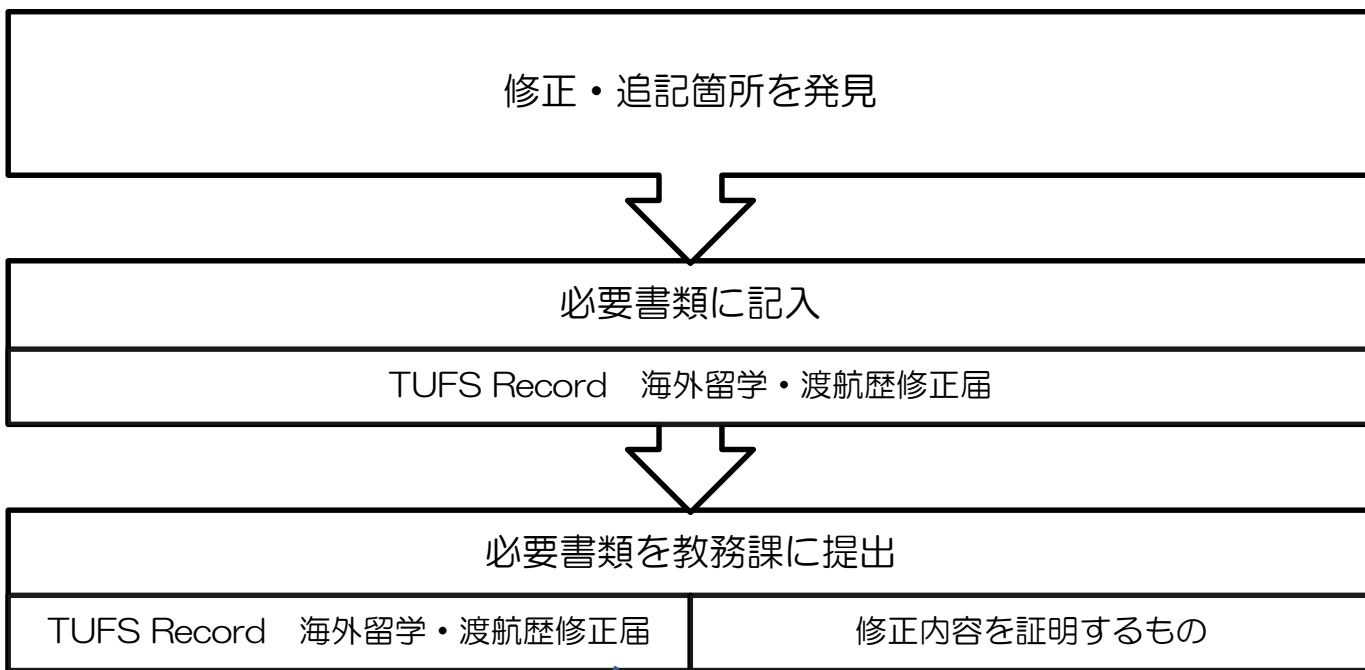 修正・追記箇所を発見
必要書類に記入
TUFS Record　海外留学・渡航歴修正届
必要書類を教務課に提出
TUFS Record　海外留学・渡航歴修正届
修正内容を証明するもの